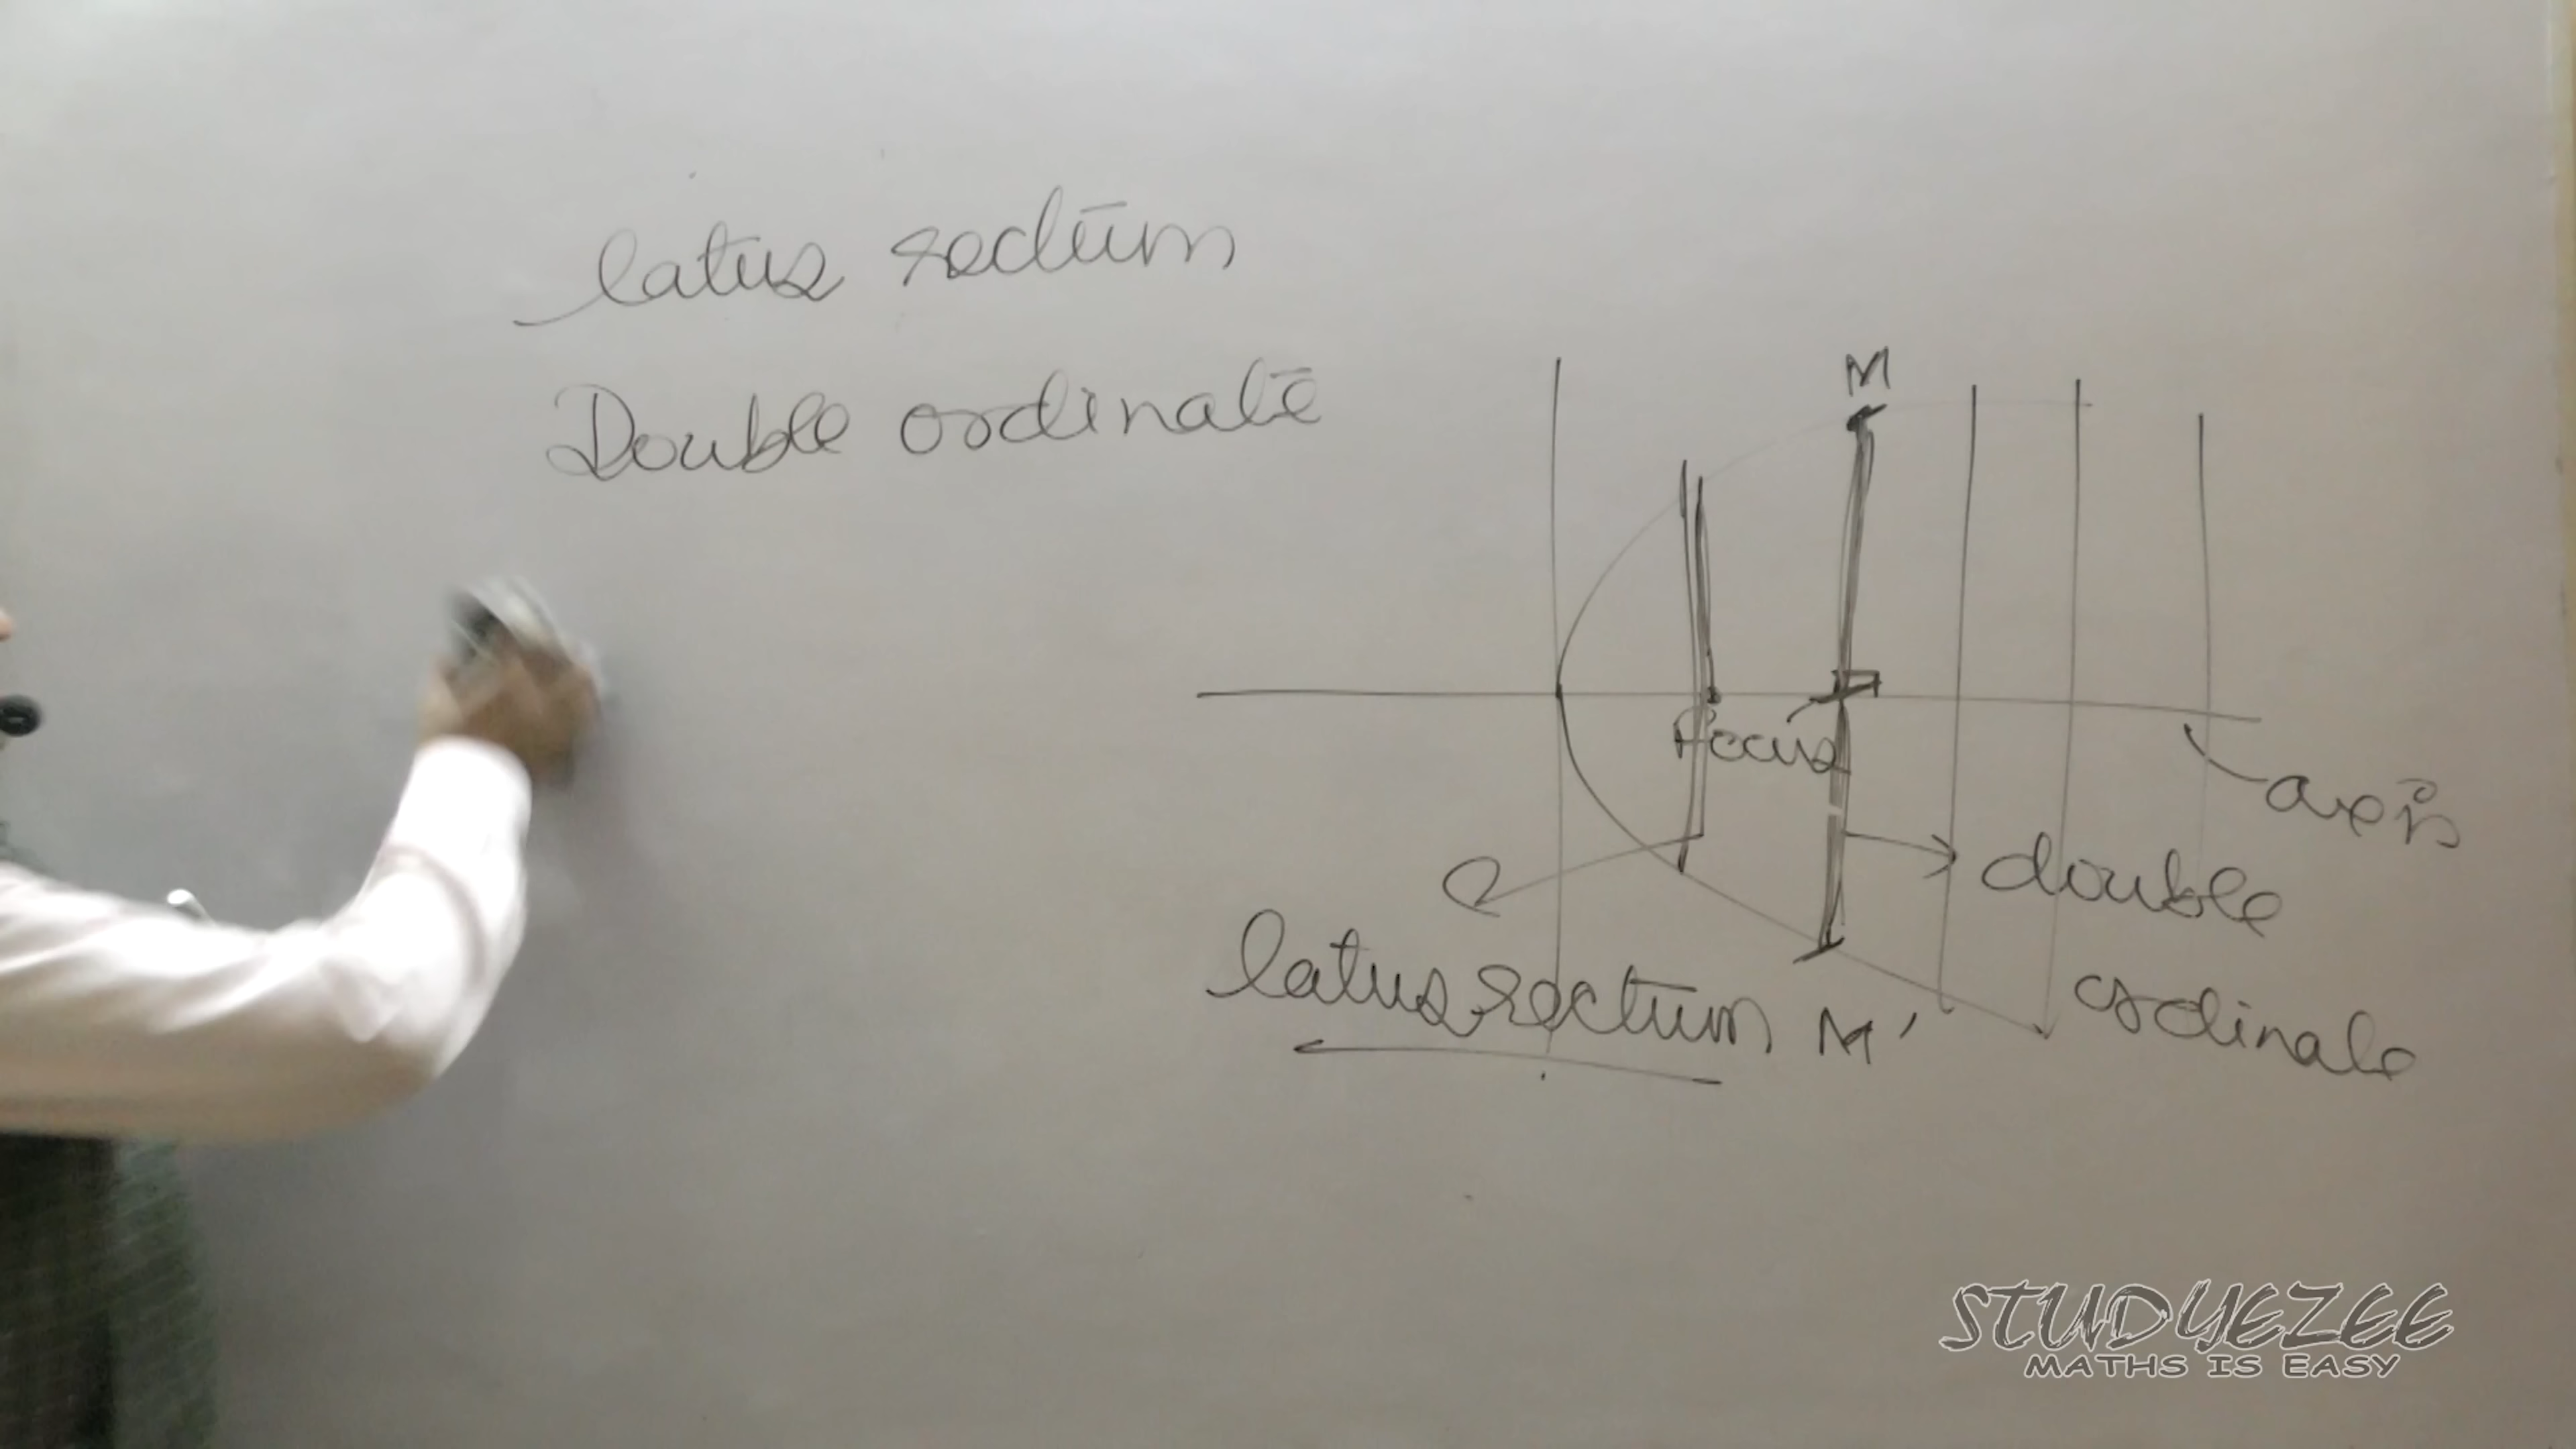 latus rectum
Double ordinate
M
focus
axis
double
ordinate
latus rectum
M'
STUDYEZEE
MATHS IS EASY